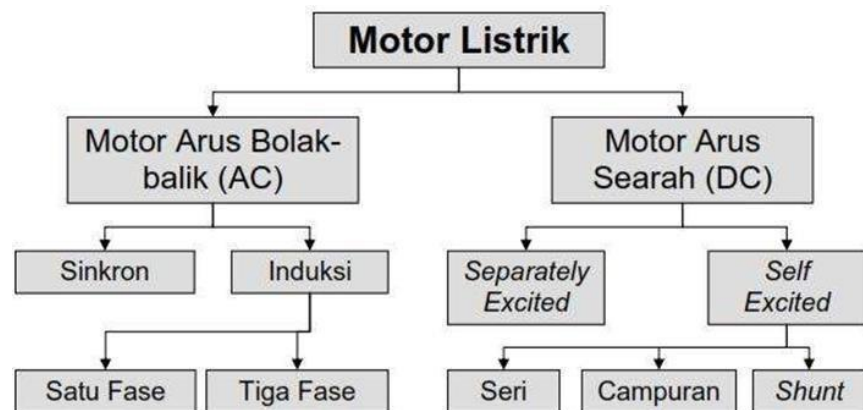 Motor Listrik
Motor Arus Bolak-
balik (AC)
Motor Arus
Searah (DC)
Sinkron
Induksi
Separately
Excited
Self
Excited
Satu Fase
Tiga Fase
Seri
Campuran
Shunt